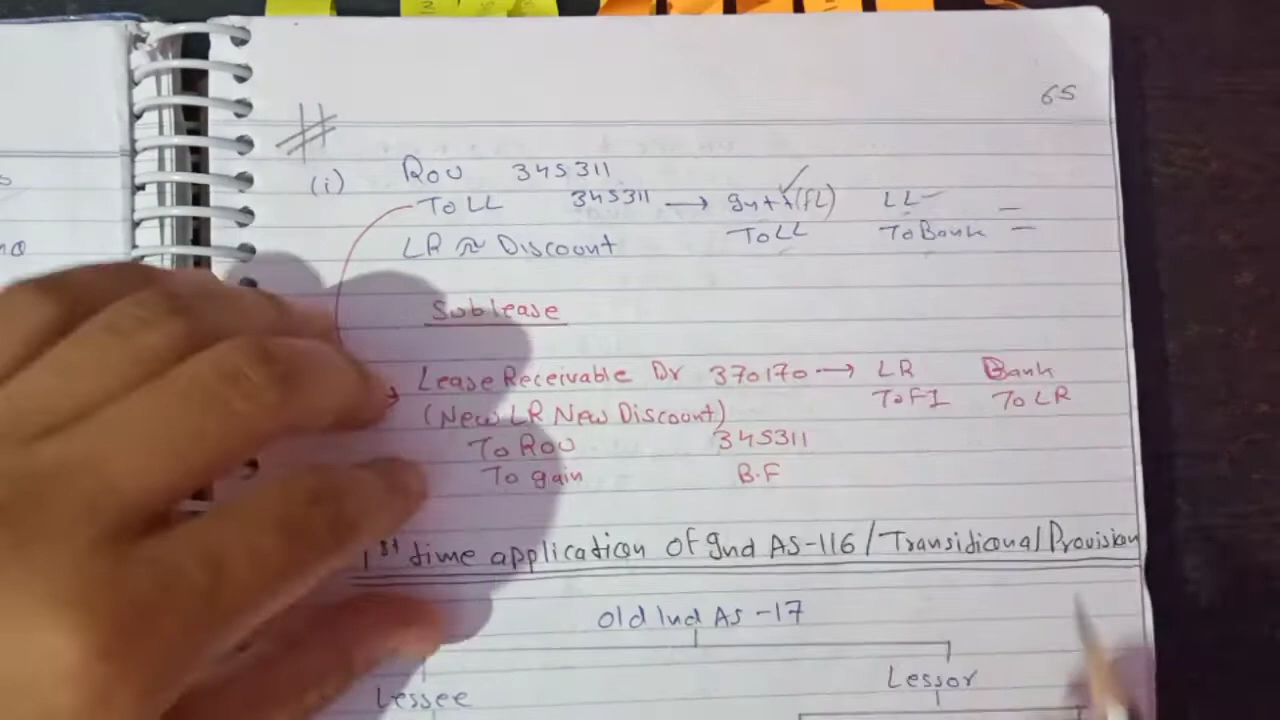 65
#
(i) ROU 345311
To LL 345311 → Int (FL) LL –
LR ≈ Discount To LL To Bank –
Sublease
Lease Receivable Dr 370170 → LR Bank
(New LR New Discount) To FI To LR
To ROU 345311
To gain B.F
1st time application of Ind AS-116 / Transitional Provision
Old Ind AS-17
Lessee Lessor